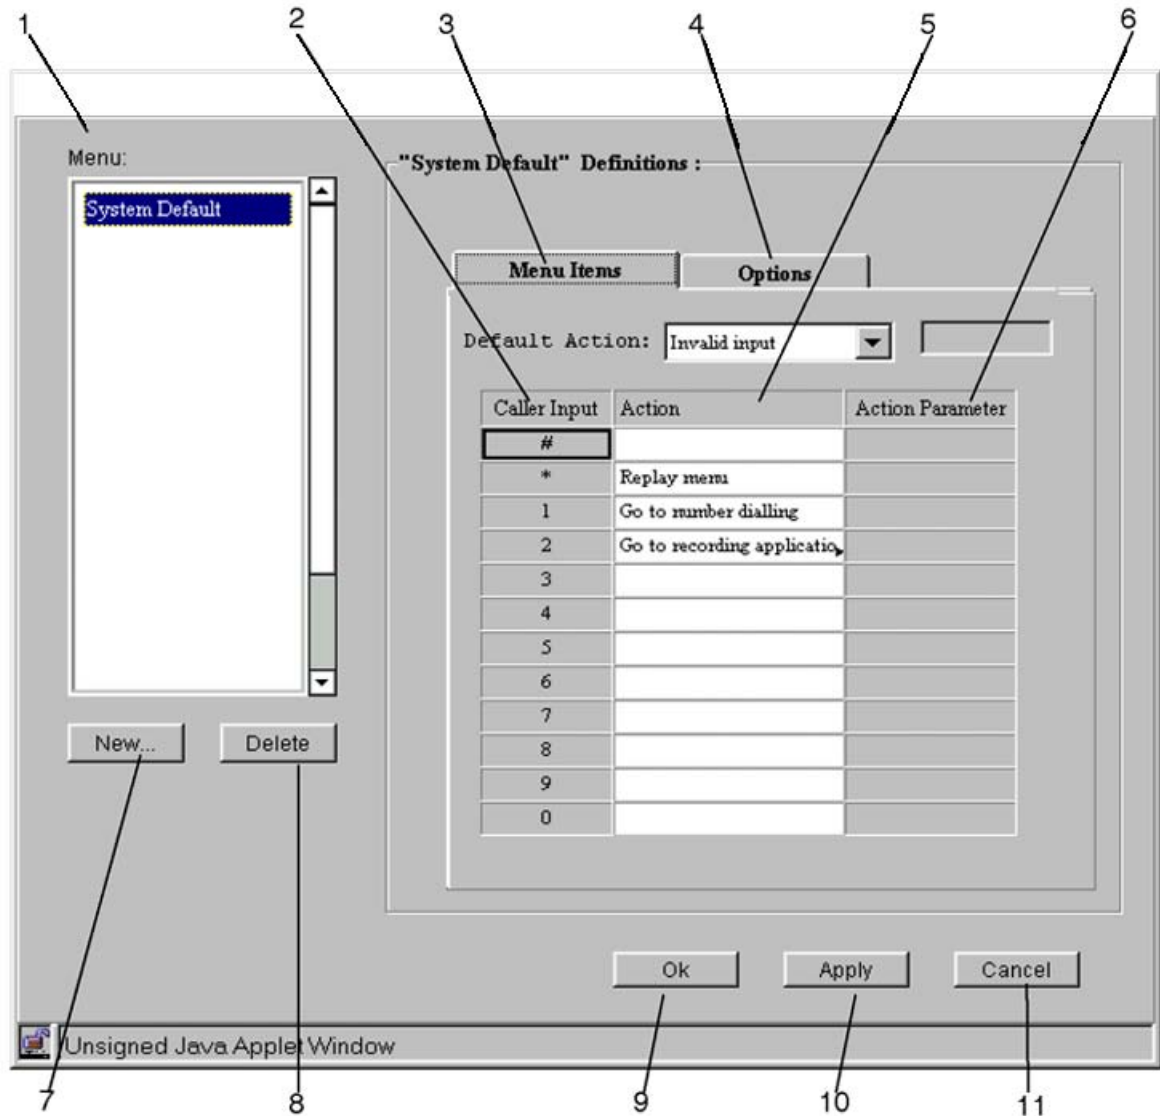 1 2 3 4 5 6
Menu:
System Default
"System Default" Definitions :
Menu Items Options
Default Action: Invalid input
Caller Input Action Action Parameter
#
* Replay menu
1 Go to number dialling
2 Go to recording applicatio
3
4
5
6
7
8
9
0
New... Delete
Ok Apply Cancel
Unsigned Java Applet Window
7 8 9 10 11